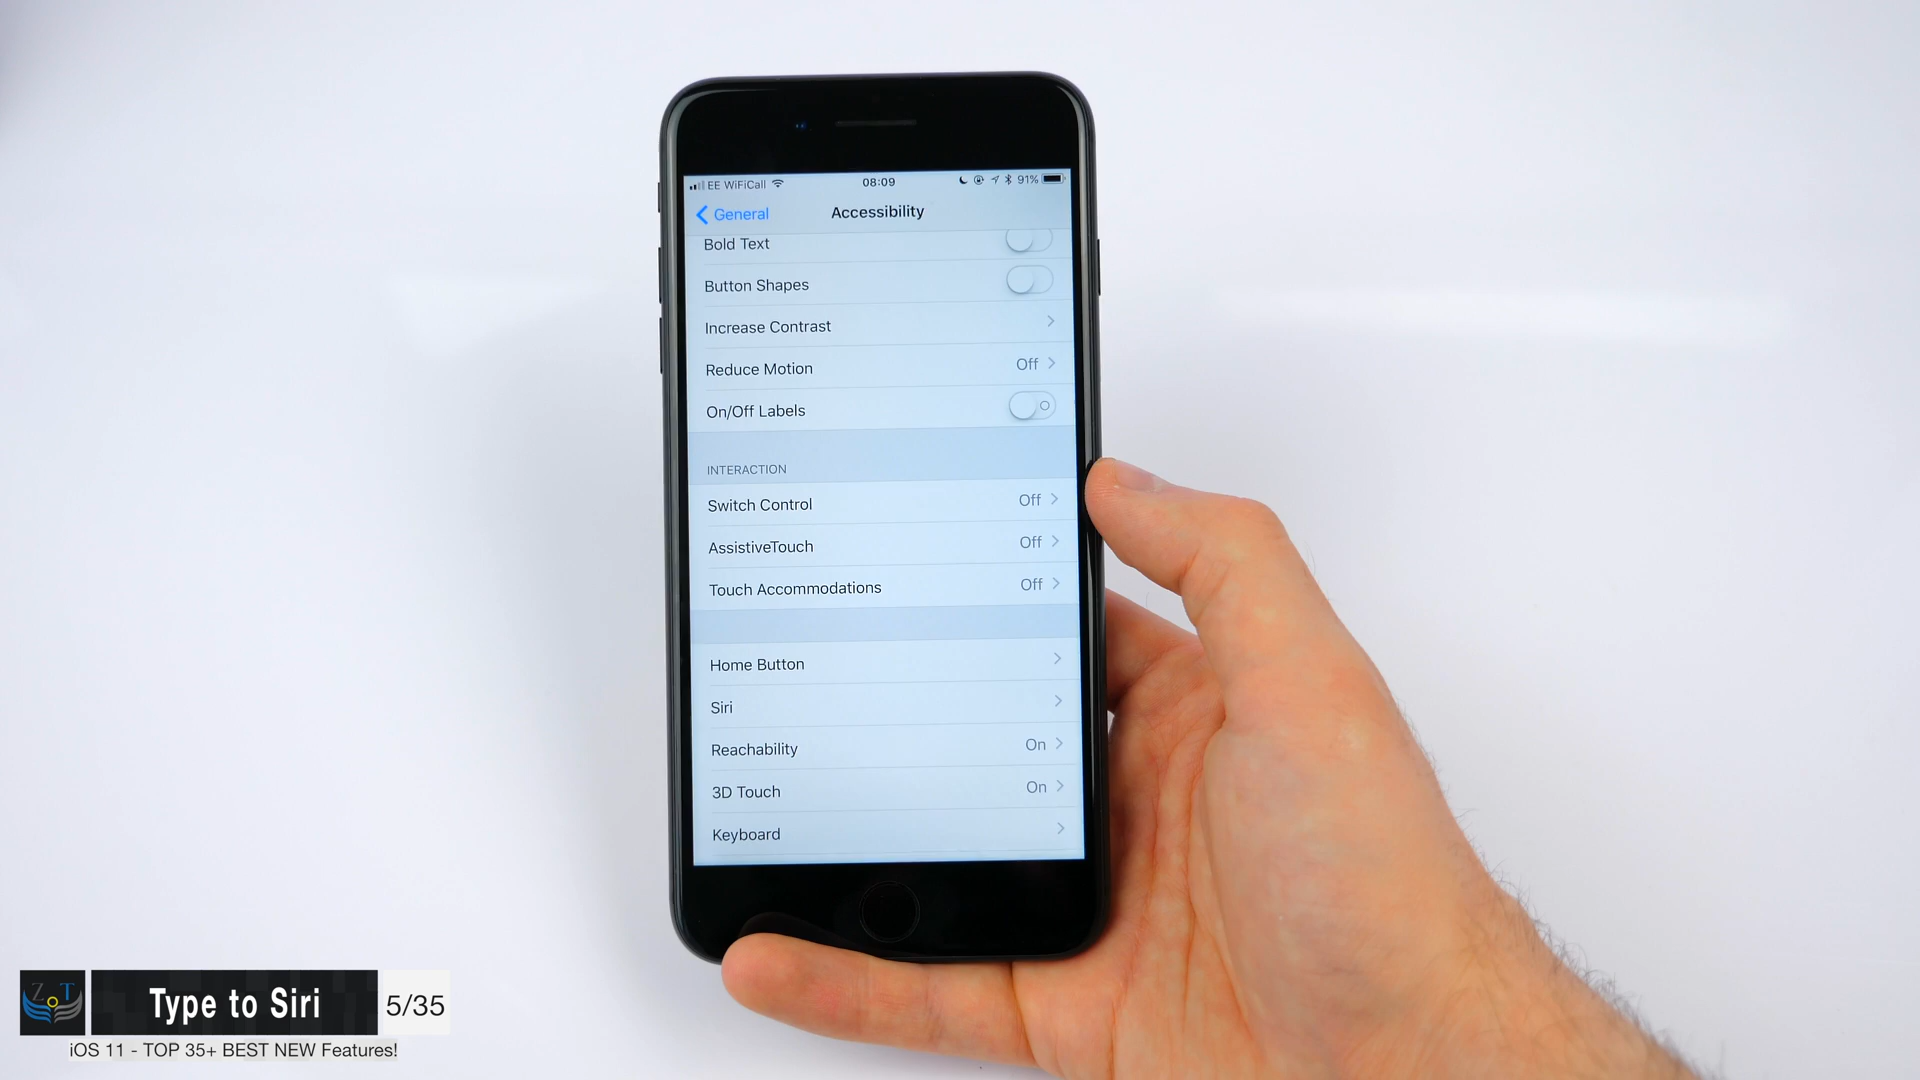 EE WiFiCall 08:09 91%
General Accessibility
Bold Text
Button Shapes
Increase Contrast
Reduce Motion Off
On/Off Labels
INTERACTION
Switch Control Off
AssistiveTouch Off
Touch Accommodations Off
Home Button
Siri
Reachability On
3D Touch On
Keyboard
ZoT
Type to Siri 5/35
iOS 11 - TOP 35+ BEST NEW Features!